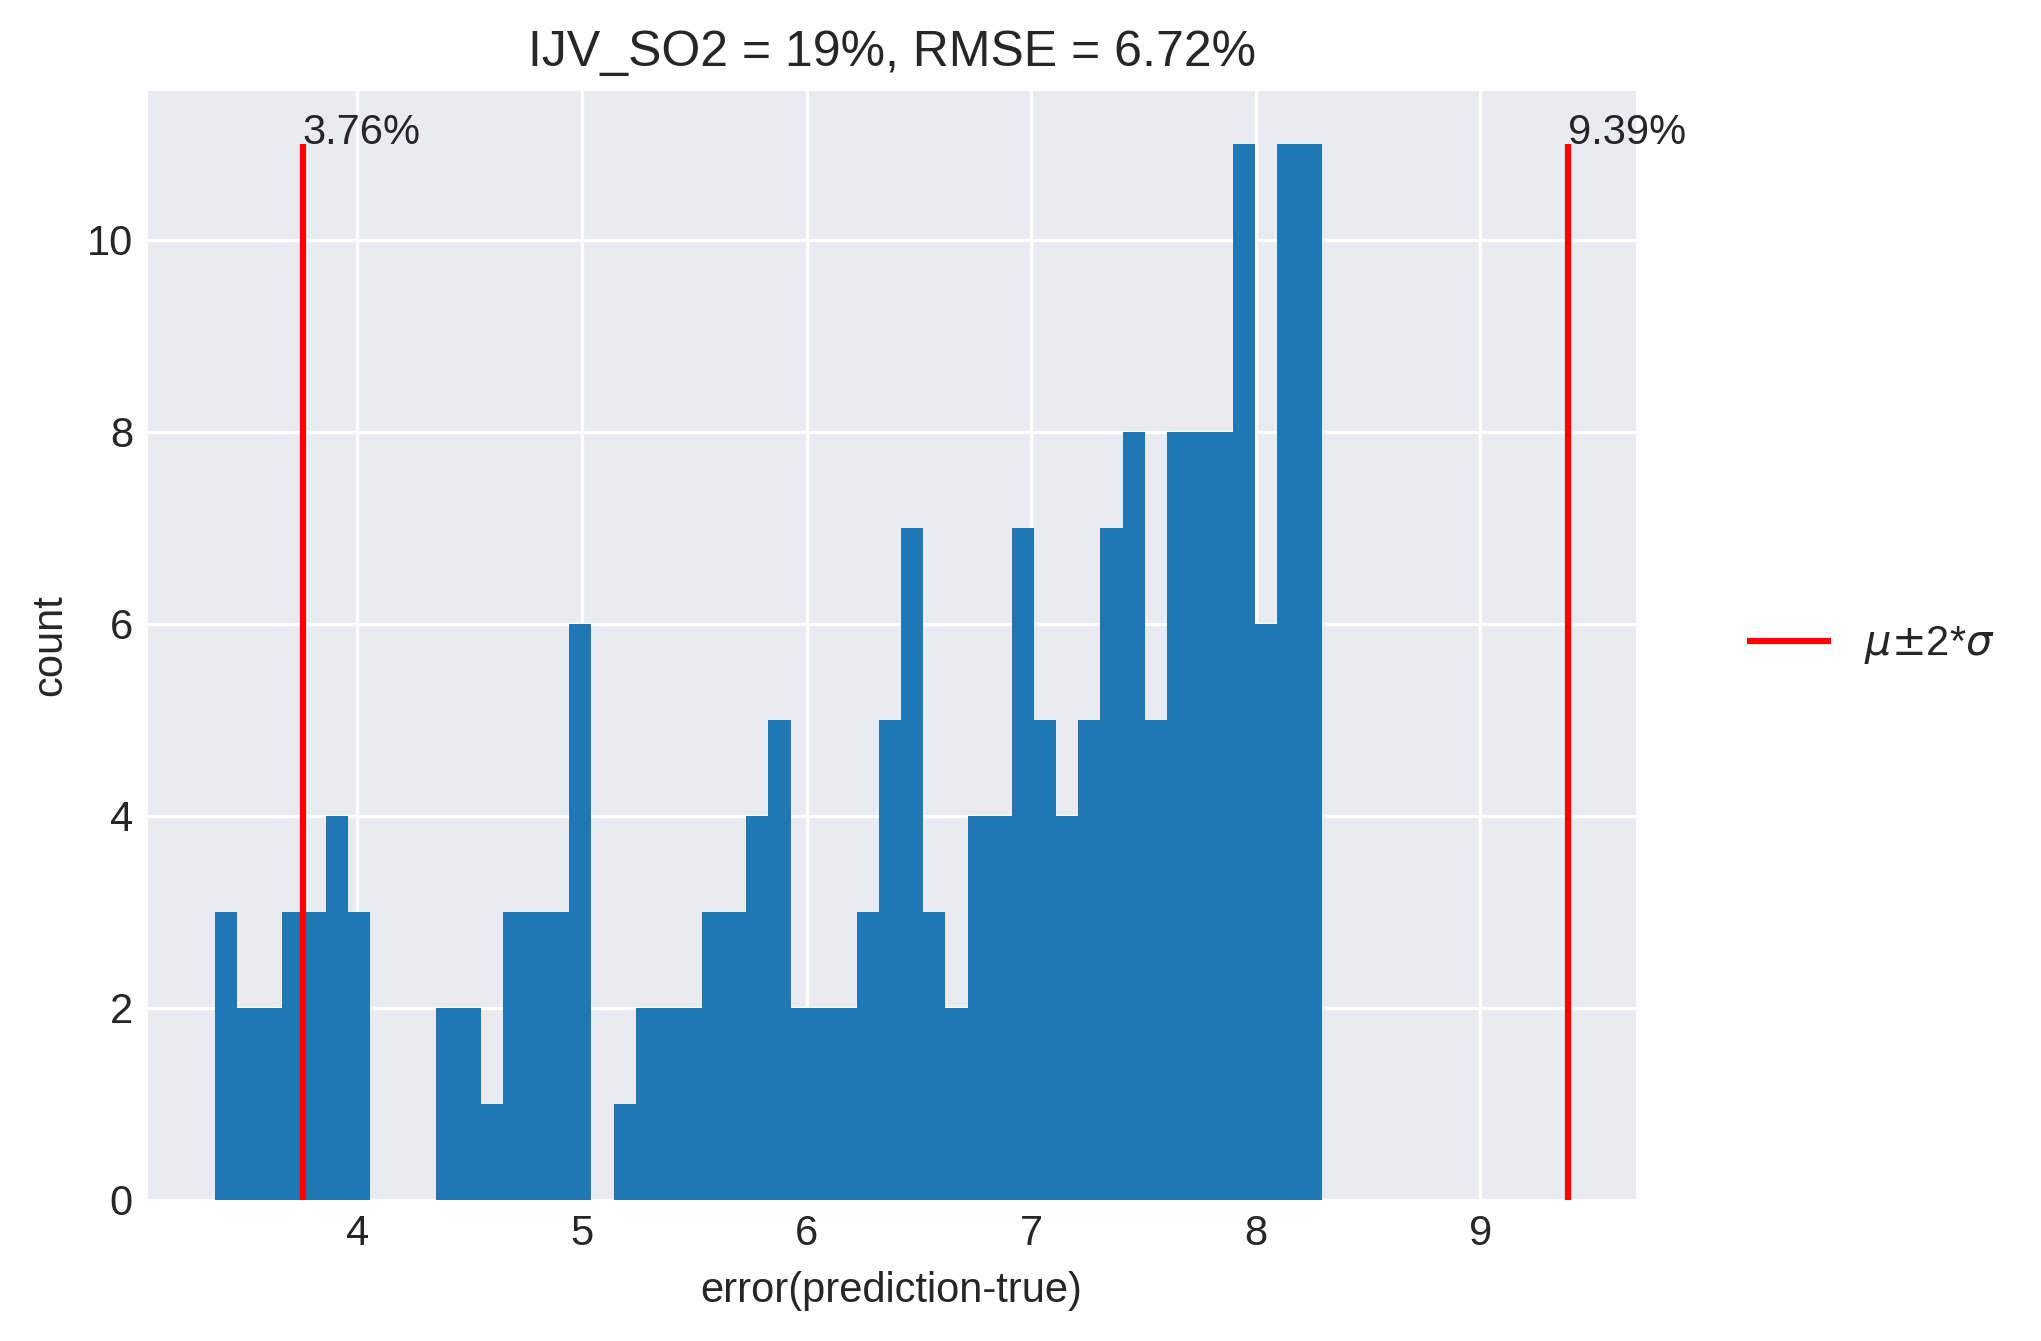 IJV_SO2 = 19%, RMSE = 6.72%
3.76%
9.39%
10
8
6
4
2
0
count
μ±2*σ
4 5 6 7 8 9
error(prediction-true)